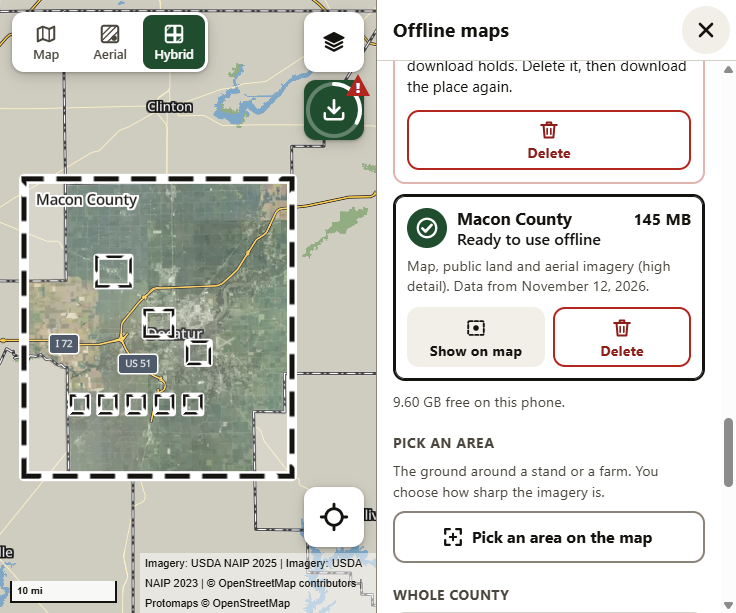 Map
Aerial
Hybrid
Clinton
Macon County
Decatur
I 72
US 51
10 mi
Imagery: USDA NAIP 2025 | Imagery: USDA
NAIP 2023 | © OpenStreetMap contributors
Protomaps © OpenStreetMap
Offline maps
download holds. Delete it, then download
the place again.
Delete
Macon County
145 MB
Ready to use offline
Map, public land and aerial imagery (high
detail). Data from November 12, 2026.
Show on map
Delete
9.60 GB free on this phone.
PICK AN AREA
The ground around a stand or a farm. You
choose how sharp the imagery is.
Pick an area on the map
WHOLE COUNTY